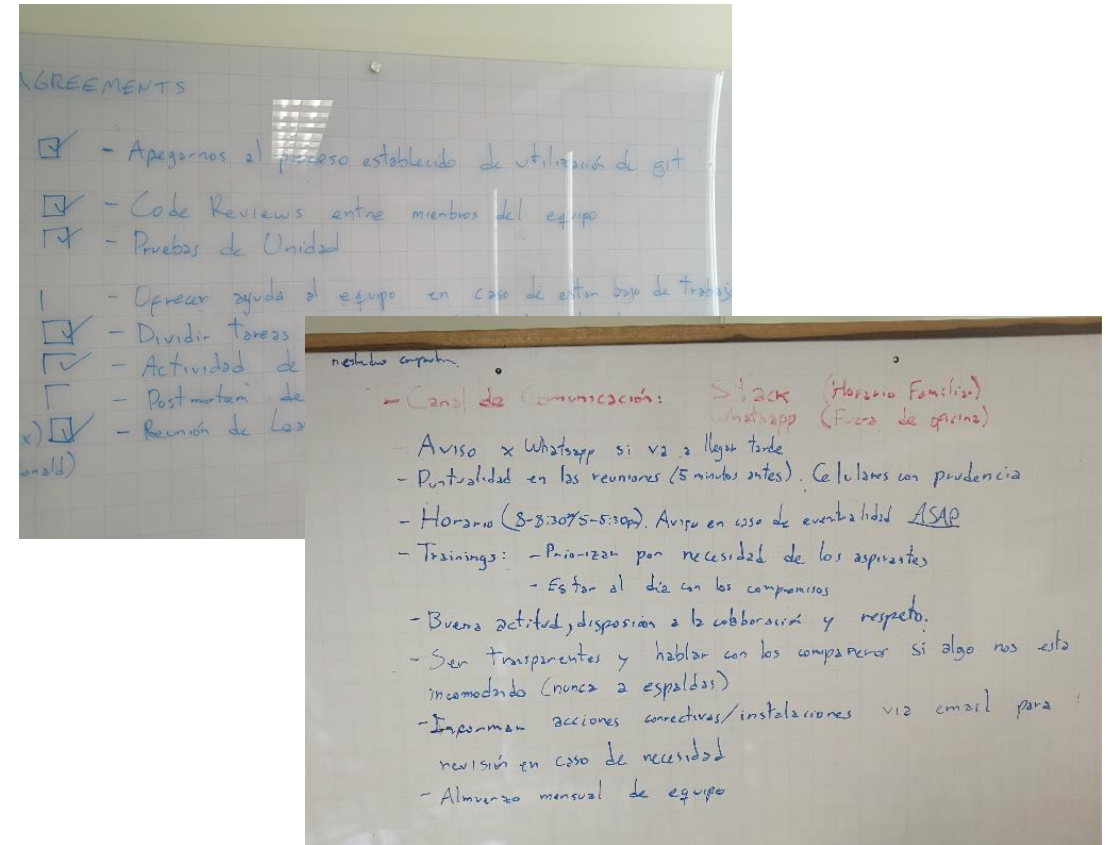 AGREEMENTS
- Apegarnos al proceso establecido de utilización de git
- Code Reviews entre miembros del equipo
- Pruebas de Unidad
- Ofrecer ayuda al equipo en caso de estar bajo de trabaj
- Dividir tareas
- Actividad de
- Postmortem de
x) - Reunión de
onald)
- Canal de Comunicación: Slack (Horario Familiar)
Whatsapp (Fuera de oficina)
- Aviso x Whatsapp si va a llegar tarde
- Puntualidad en las reuniones (5 minutos antes). Celulares con prudencia
- Horario (8-8:30 / 5-5:30p). Aviso en caso de eventualidad ASAP
- Trainings: - Priorizar por necesidad de los aspirantes
- Estar al día con los compromisos
- Buena actitud, disposición a la colaboración y respeto.
- Ser transparentes y hablar con los compañeros si algo nos esta
incomodando (nunca a espaldas)
- Informar acciones correctivas/instalaciones via email para
revisión en caso de necesidad
- Almuerzo mensual de equipo